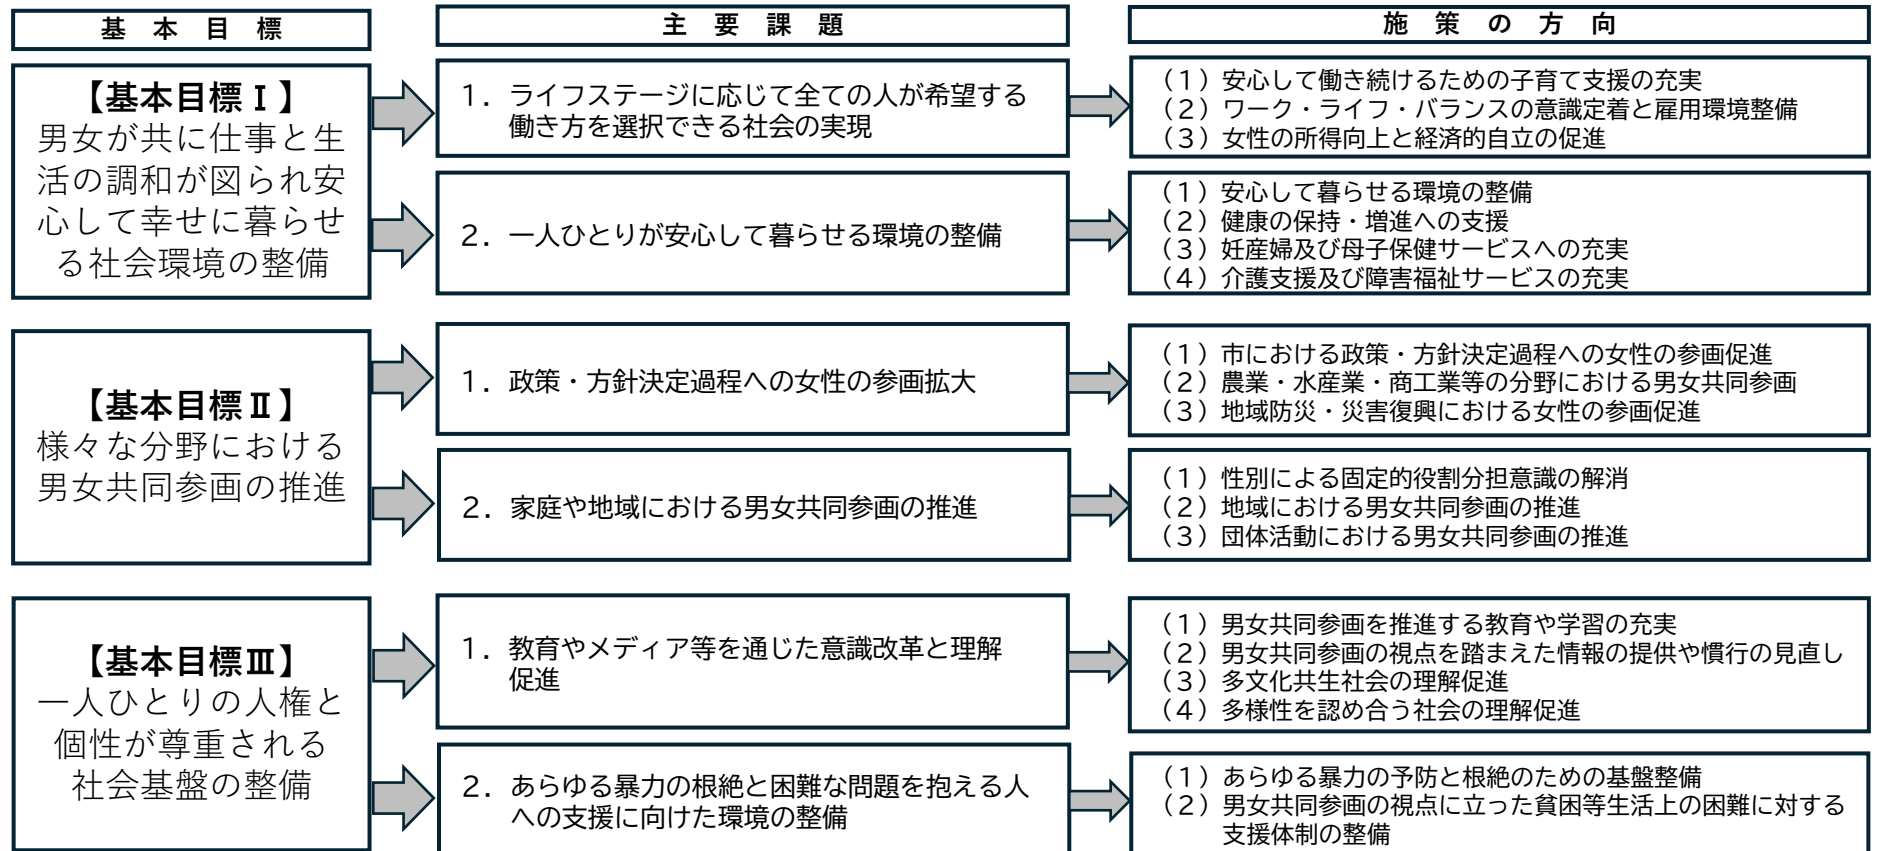 基本目標
主要課題
施策の方向
【基本目標Ⅰ】
男女が共に仕事と生
活の調和が図られ安
心して幸せに暮らせ
る社会環境の整備
1．ライフステージに応じて全ての人が希望する
働き方を選択できる社会の実現
（1）安心して働き続けるための子育て支援の充実
（2）ワーク・ライフ・バランスの意識定着と雇用環境整備
（3）女性の所得向上と経済的自立の促進
2．一人ひとりが安心して暮らせる環境の整備
（1）安心して暮らせる環境の整備
（2）健康の保持・増進への支援
（3）妊産婦及び母子保健サービスへの充実
（4）介護支援及び障害福祉サービスの充実
【基本目標Ⅱ】
様々な分野における
男女共同参画の推進
1．政策・方針決定過程への女性の参画拡大
（1）市における政策・方針決定過程への女性の参画促進
（2）農業・水産業・商工業等の分野における男女共同参画
（3）地域防災・災害復興における女性の参画促進
2．家庭や地域における男女共同参画の推進
（1）性別による固定的役割分担意識の解消
（2）地域における男女共同参画の推進
（3）団体活動における男女共同参画の推進
【基本目標Ⅲ】
一人ひとりの人権と
個性が尊重される
社会基盤の整備
1．教育やメディア等を通じた意識改革と理解
促進
（1）男女共同参画を推進する教育や学習の充実
（2）男女共同参画の視点を踏まえた情報の提供や慣行の見直し
（3）多文化共生社会の理解促進
（4）多様性を認め合う社会の理解促進
2．あらゆる暴力の根絶と困難な問題を抱える人
への支援に向けた環境の整備
（1）あらゆる暴力の予防と根絶のための基盤整備
（2）男女共同参画の視点に立った貧困等生活上の困難に対する
支援体制の整備